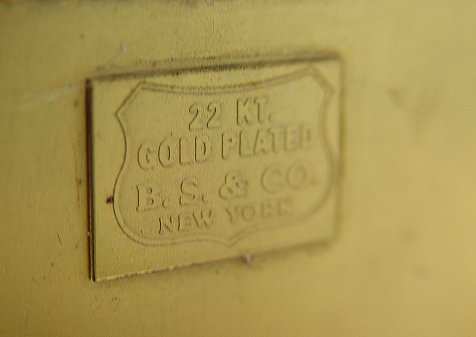 22 KT.
GOLD PLATED
B. S. & CO.
NEW YORK